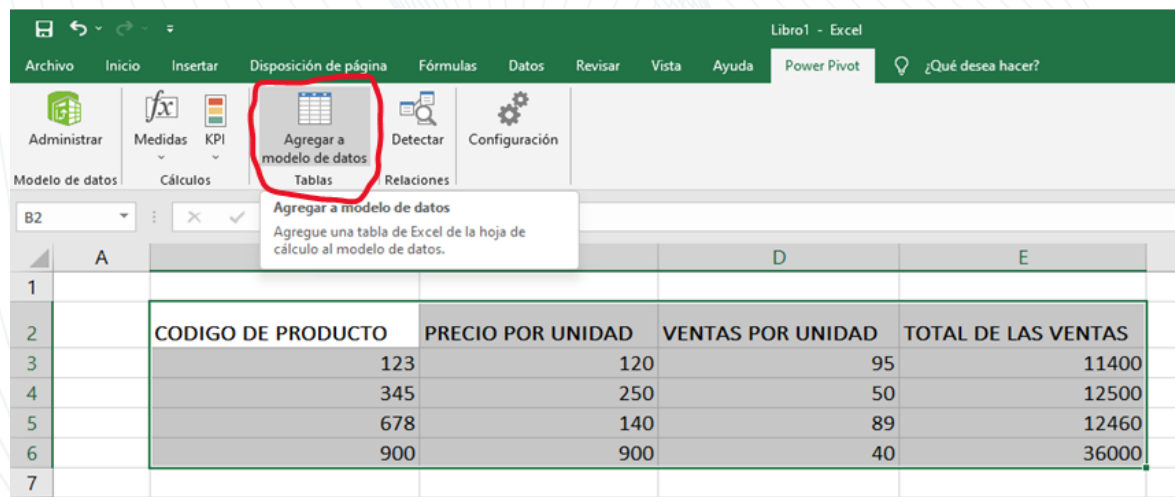 Libro1 - Excel
Archivo Inicio Insertar Disposición de página Fórmulas Datos Revisar Vista Ayuda Power Pivot ¿Qué desea hacer?
Administrar Medidas KPI Agregar a modelo de datos Detectar Configuración
Modelo de datos Cálculos Tablas Relaciones
B2
Agregar a modelo de datos
Agregue una tabla de Excel de la hoja de
cálculo al modelo de datos.
A D E
1
2 CODIGO DE PRODUCTO PRECIO POR UNIDAD VENTAS POR UNIDAD TOTAL DE LAS VENTAS
3 123 120 95 11400
4 345 250 50 12500
5 678 140 89 12460
6 900 900 40 36000
7